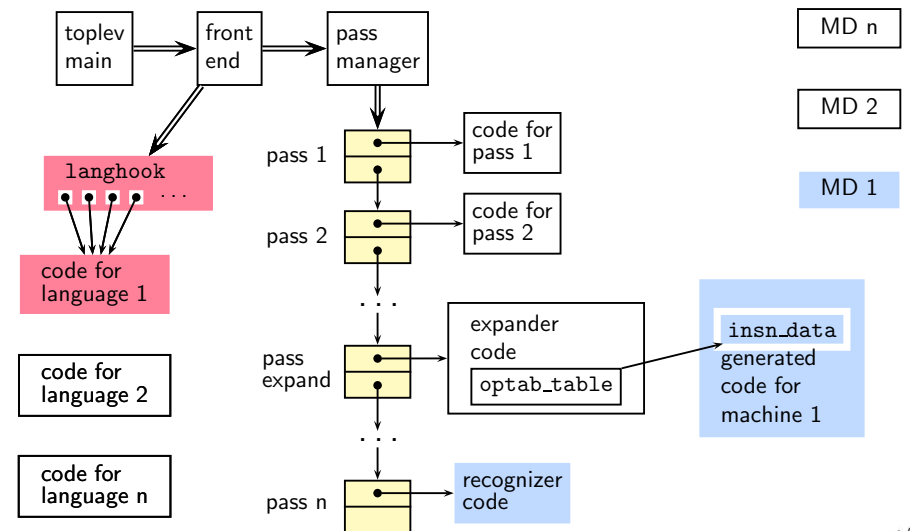 toplev
main
front
end
pass
manager
MD n
MD 2
MD 1
pass 1
code for
pass 1
langhook
. . .
pass 2
code for
pass 2
code for
language 1
. . .
expander
code
optab_table
insn_data
generated
code for
machine 1
pass
expand
code for
language 2
. . .
code for
language n
pass n
recognizer
code